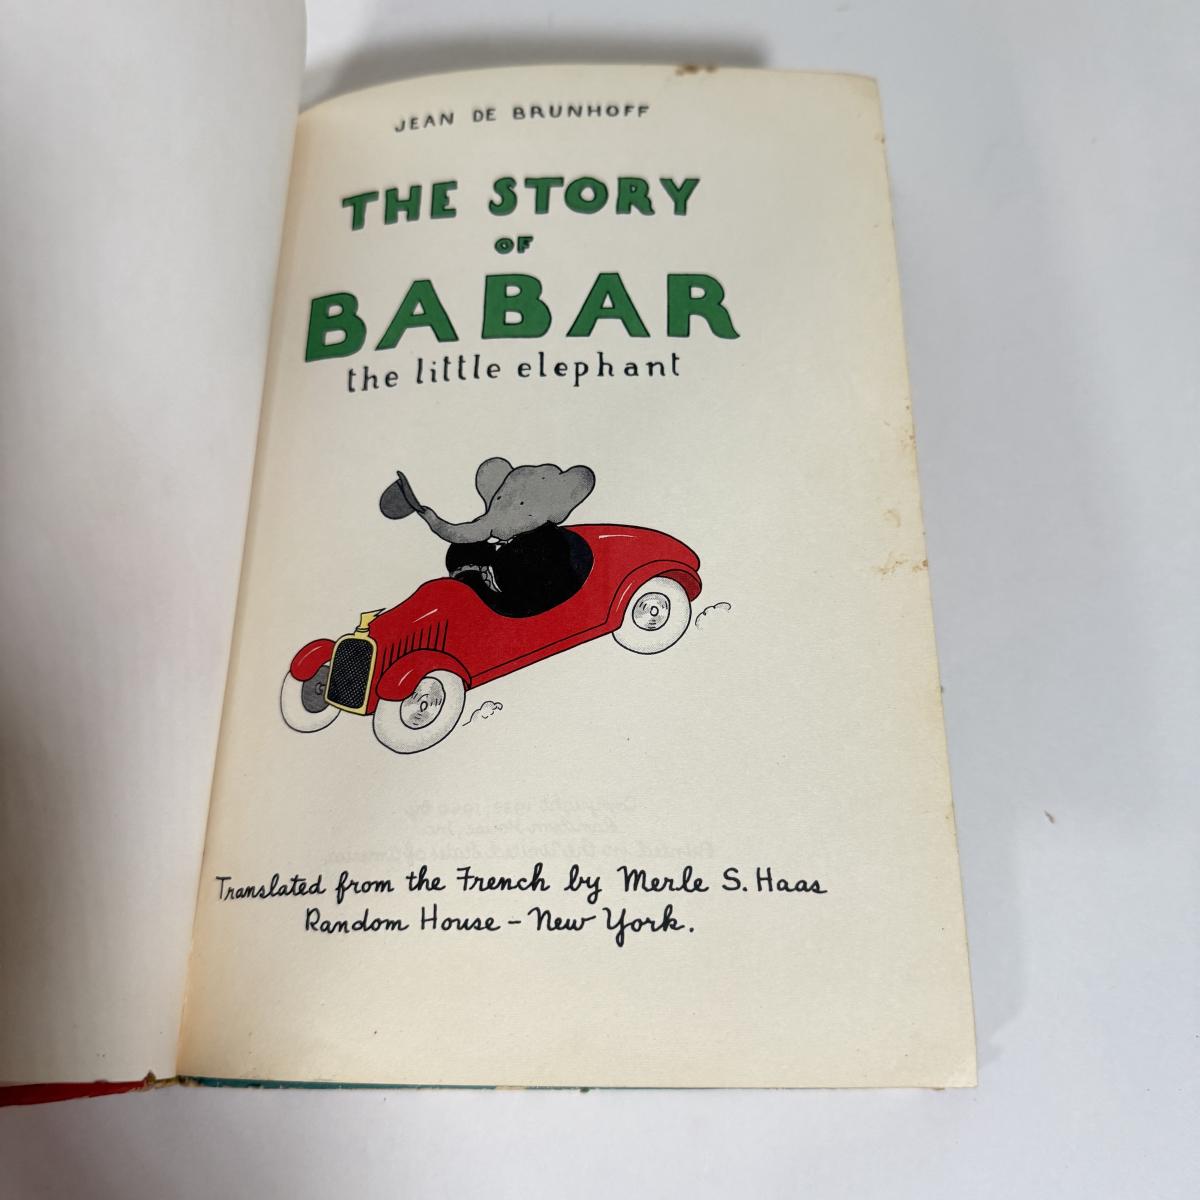 JEAN DE BRUNHOFF
THE STORY
OF
BABAR
the little elephant
Translated from the French by Merle S. Haas
Random House – New York.